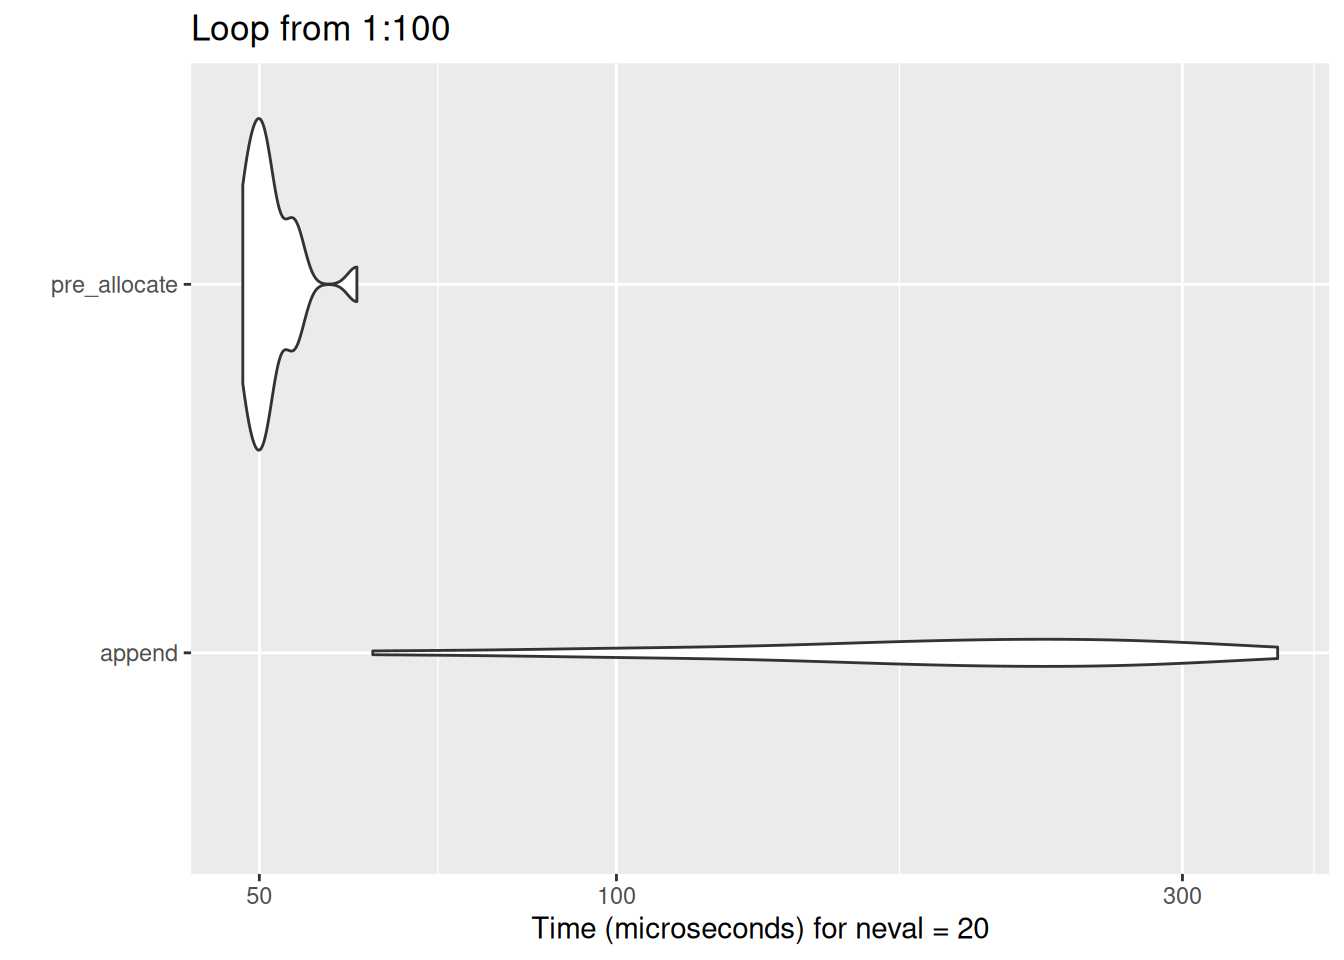 Loop from 1:100
pre_allocate
append
50 100 300
Time (microseconds) for neval = 20